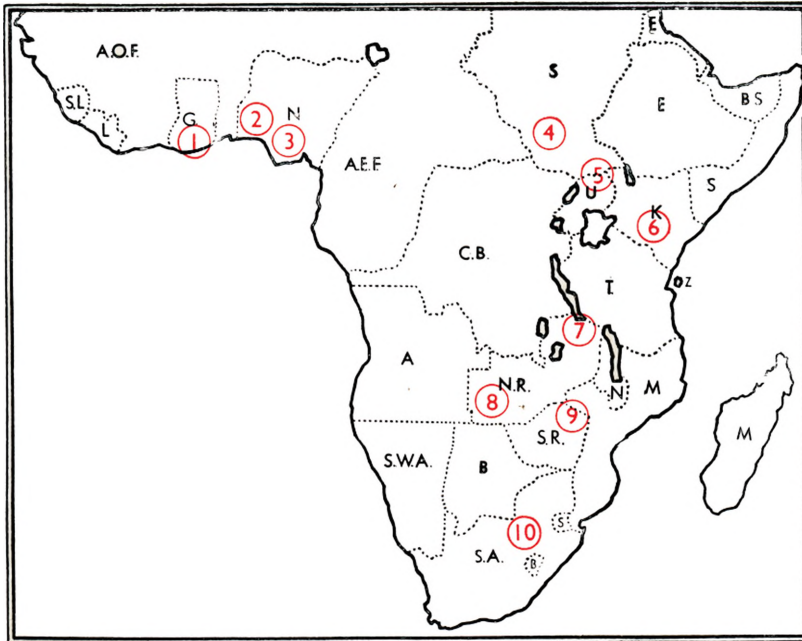 E
A.O.F.
S
S.L
G
N
E
B S
L
1
2
3
4
A.E.F.
5
U
S
K
6
C.B.
T.
Z
7
A
N.R.
N
M
8
9
S.R.
M
S.W.A.
B
10
S
S.A.
B